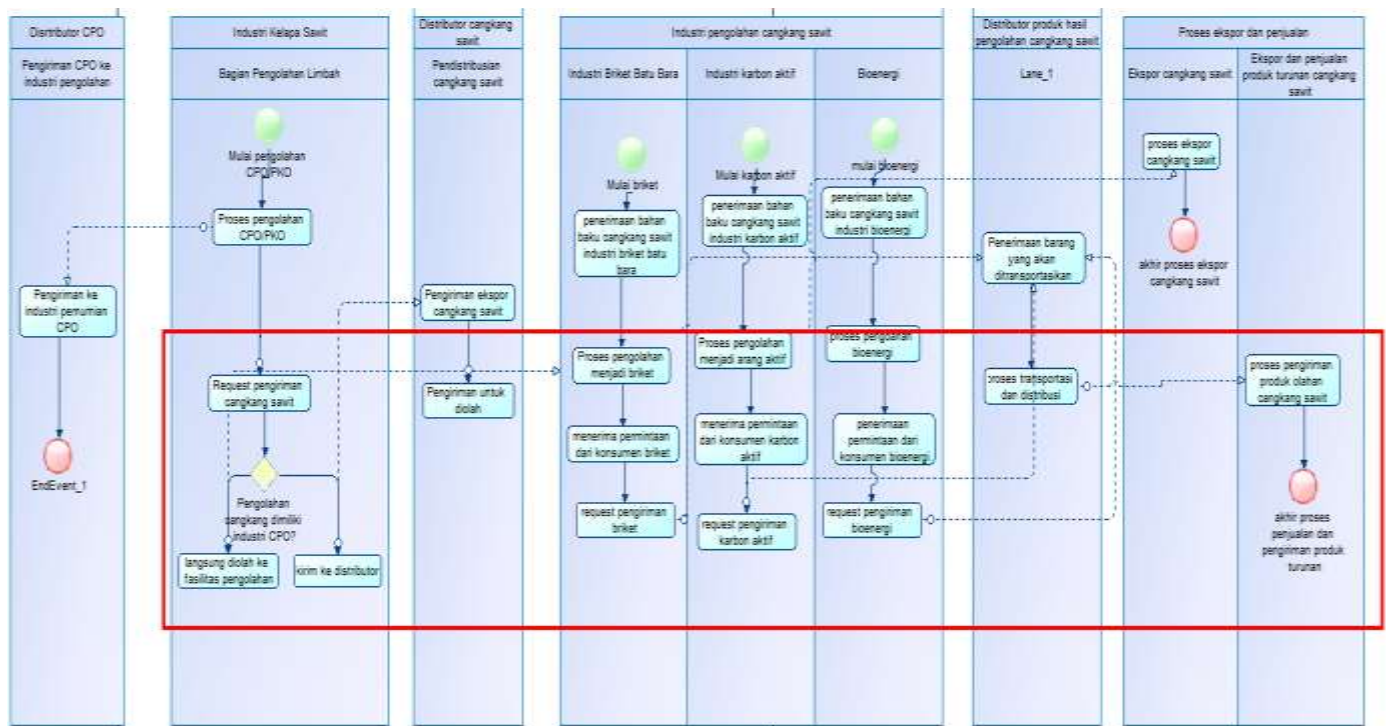 Disrtributor CPO
Pengiriman CPO ke
industri pengolahan
Pengiriman ke
industri pemurnian
CPO
EndEvent_1
Industri Kelapa Sawit
Bagian Pengolahan Limbah
Mulai pengolahan
CPO/PKO
Proses pengolahan
CPO/PKO
Request pengiriman
cangkang sawit
Pengolahan
cangkang dimiliki
industri CPO?
langsung diolah ke
fasilitas pengolahan
kirim ke distributor
Distributor cangkang
sawit
Pendistribusian
cangkang sawit
Pengiriman ekspor
cangkang sawit
Pengiriman untuk
diolah
Industri pengolahan cangkang sawit
Industri Briket Batu Bara
Mulai briket
penerimaan bahan
baku cangkang sawit
industri briket batu
bara
Proses pengolahan
menjadi briket
menerima permintaan
dari konsumen briket
request pengiriman
briket
Industri karbon aktif
Mulai karbon aktif
penerimaan bahan
baku cangkang sawit
industri karbon aktif
Proses pengolahan
menjadi arang aktif
menerima permintaan
dari konsumen karbon
aktif
request pengiriman
karbon aktif
Bioenergi
mulai bioenergi
penerimaan bahan
baku cangkang sawit
industri bioenergi
proses pengolahan
bioenergi
penerimaan
permintaan dari
konsumen bioenergi
request pengiriman
bioenergi
Distributor produk hasil
pengolahan cangkang sawit
Lane_1
Penerimaan barang
yang akan
ditransportasikan
proses transportasi
dan distribusi
Proses ekspor dan penjualan
Ekspor cangkang sawit
proses ekspor
cangkang sawit
akhir proses ekspor
cangkang sawit
Ekspor dan penjualan
produk turunan cangkang
sawit
proses pengiriman
produk olahan
cangkang sawit
akhir proses
penjualan dan
pengiriman produk
turunan